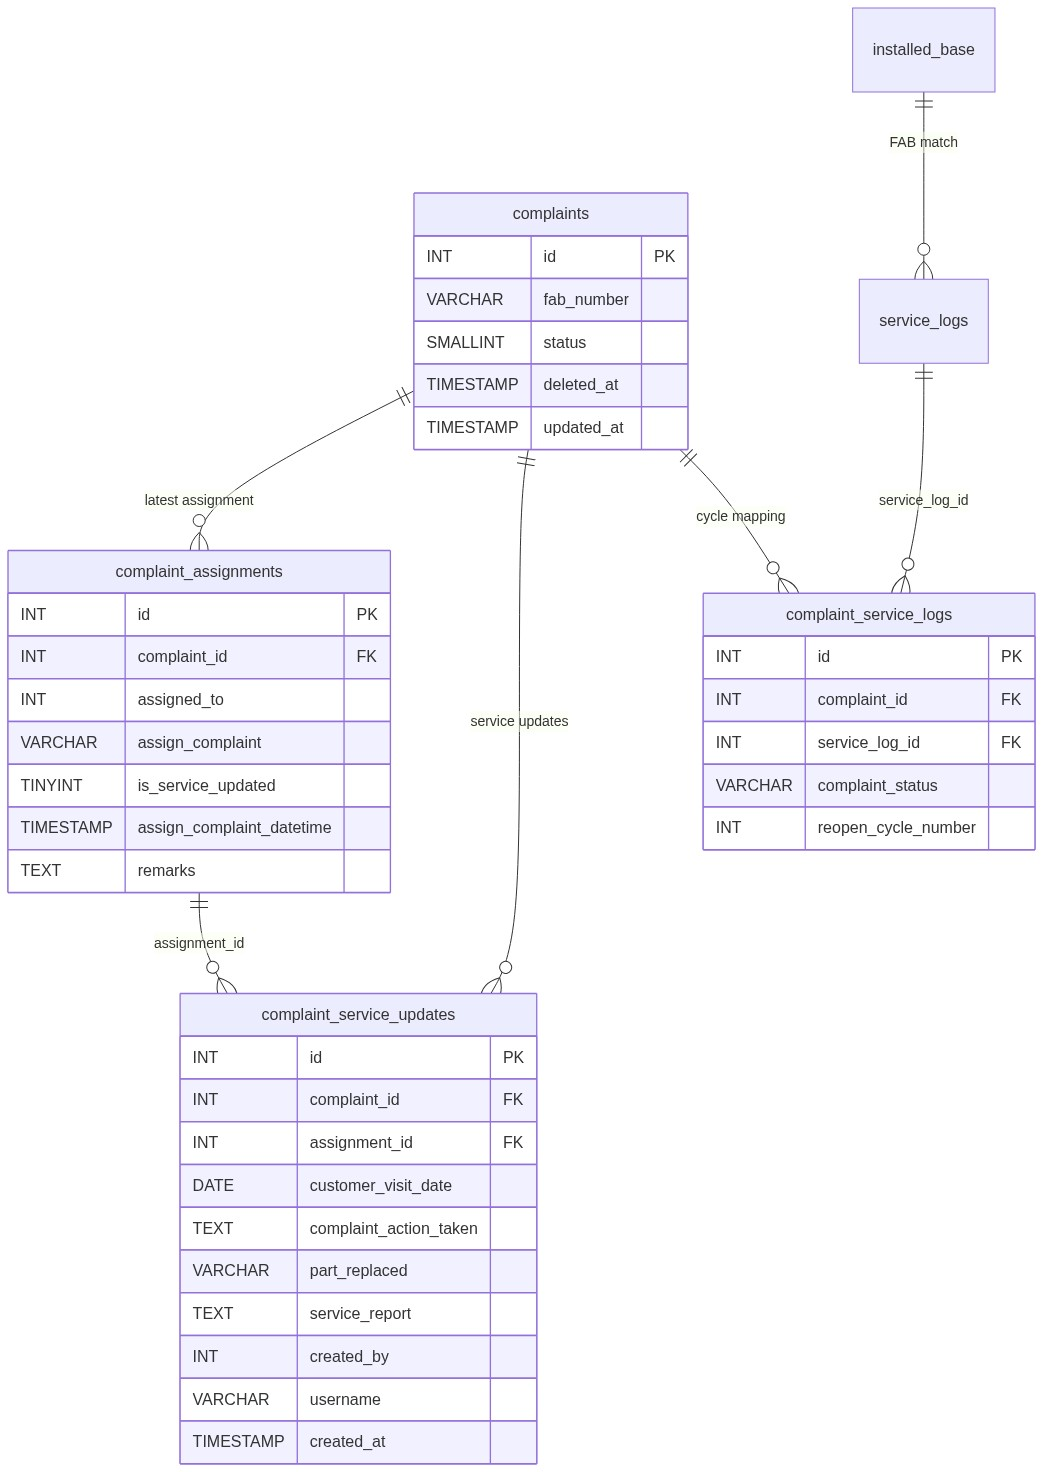 installed_base
FAB match
complaints
INT id PK
VARCHAR fab_number
SMALLINT status
TIMESTAMP deleted_at
TIMESTAMP updated_at
service_logs
latest assignment
cycle mapping
service_log_id
complaint_assignments
INT id PK
INT complaint_id FK
INT assigned_to
VARCHAR assign_complaint
TINYINT is_service_updated
TIMESTAMP assign_complaint_datetime
TEXT remarks
service updates
complaint_service_logs
INT id PK
INT complaint_id FK
INT service_log_id FK
VARCHAR complaint_status
INT reopen_cycle_number
assignment_id
complaint_service_updates
INT id PK
INT complaint_id FK
INT assignment_id FK
DATE customer_visit_date
TEXT complaint_action_taken
VARCHAR part_replaced
TEXT service_report
INT created_by
VARCHAR username
TIMESTAMP created_at